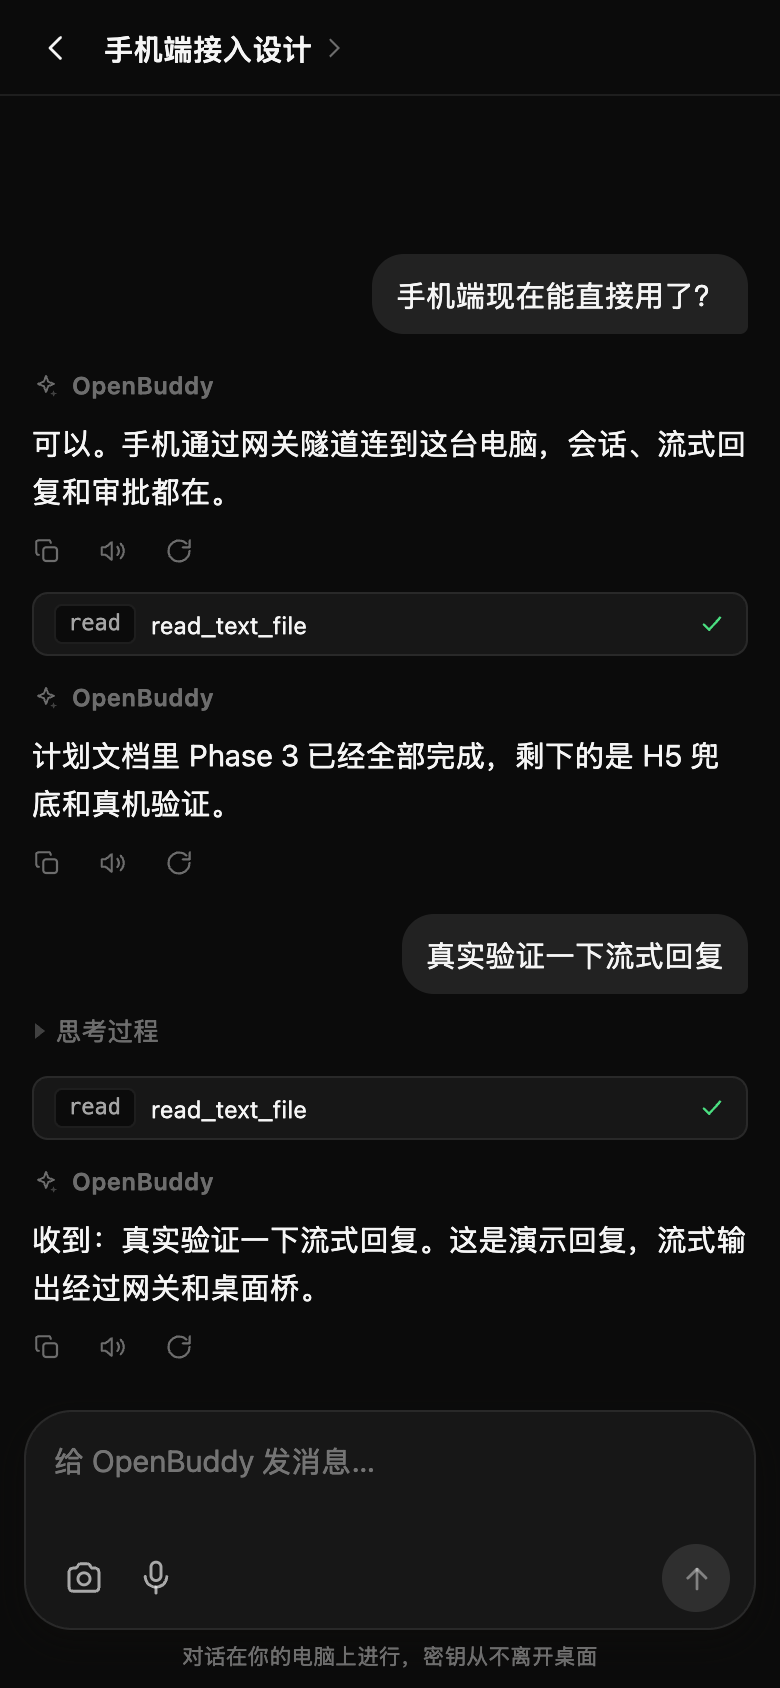 手机端接入设计
手机端现在能直接用了？
OpenBuddy
可以。手机通过网关隧道连到这台电脑，会话、流式回
复和审批都在。
read read_text_file
OpenBuddy
计划文档里 Phase 3 已经全部完成，剩下的是 H5 兜
底和真机验证。
真实验证一下流式回复
思考过程
read read_text_file
OpenBuddy
收到：真实验证一下流式回复。这是演示回复，流式输
出经过网关和桌面桥。
给 OpenBuddy 发消息...
对话在你的电脑上进行，密钥从不离开桌面